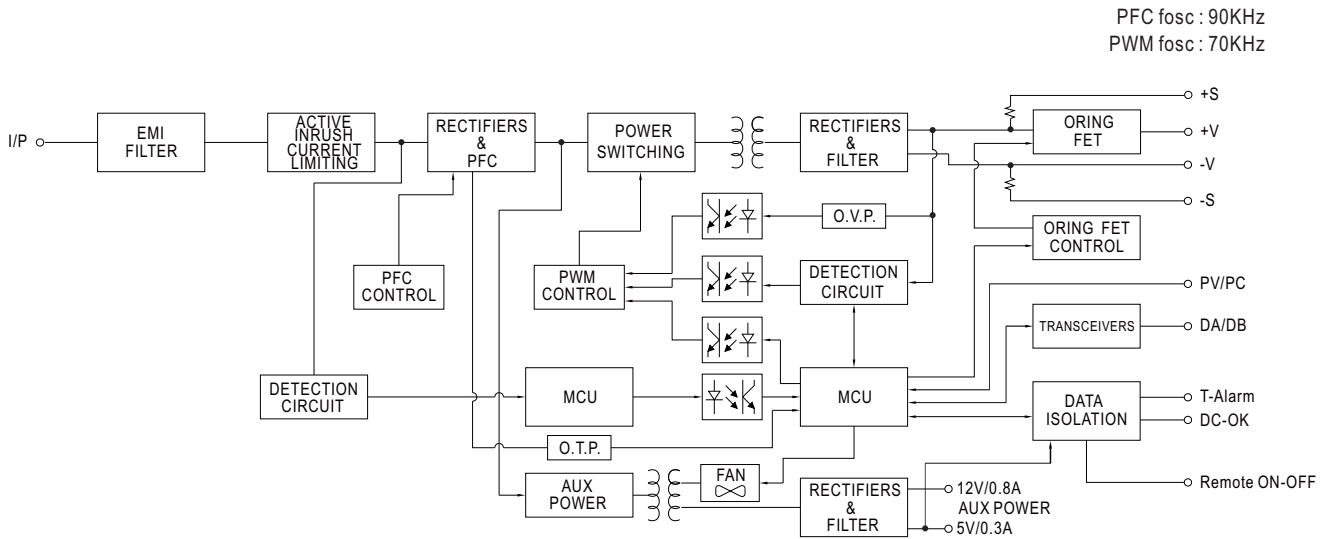 PFC fosc : 90KHz
PWM fosc : 70KHz
I/P
EMI
FILTER
ACTIVE
INRUSH
CURRENT
LIMITING
RECTIFIERS
&
PFC
POWER
SWITCHING
RECTIFIERS
&
FILTER
ORING
FET
+S
+V
-V
-S
O.V.P.
ORING FET
CONTROL
PFC
CONTROL
PWM
CONTROL
DETECTION
CIRCUIT
PV/PC
TRANSCEIVERS
DA/DB
DETECTION
CIRCUIT
MCU
MCU
DATA
ISOLATION
T-Alarm
DC-OK
O.T.P.
AUX
POWER
FAN
RECTIFIERS
&
FILTER
12V/0.8A
AUX POWER
5V/0.3A
Remote ON-OFF